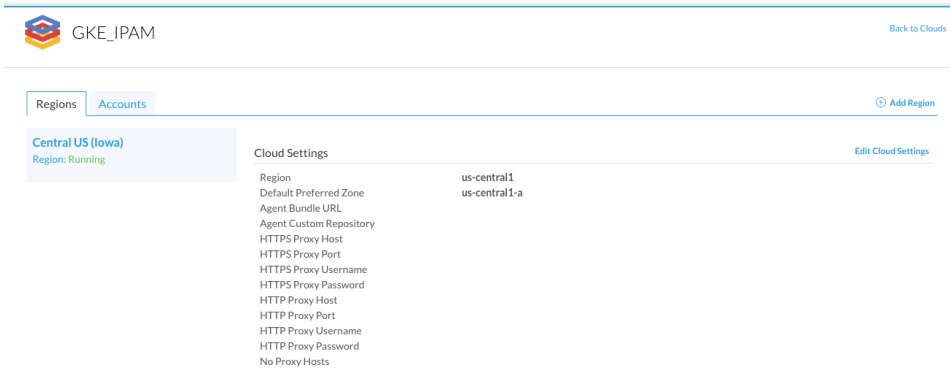 GKE_IPAM
Back to Clouds
Regions Accounts
Add Region
Central US (Iowa)
Region: Running
Cloud Settings
Edit Cloud Settings
Region us-central1
Default Preferred Zone us-central1-a
Agent Bundle URL
Agent Custom Repository
HTTPS Proxy Host
HTTPS Proxy Port
HTTPS Proxy Username
HTTPS Proxy Password
HTTP Proxy Host
HTTP Proxy Port
HTTP Proxy Username
HTTP Proxy Password
No Proxy Hosts